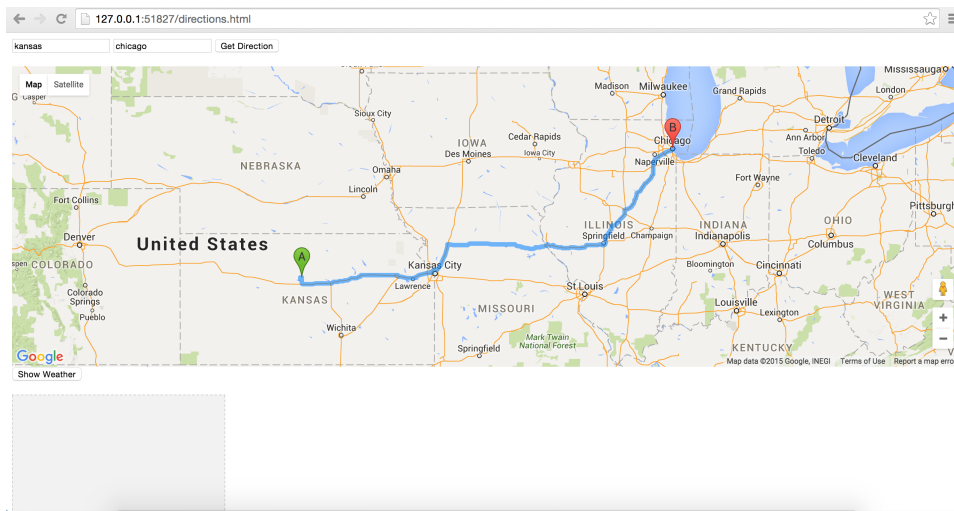 127.0.0.1:51827/directions.html
kansas chicago Get Direction
Map Satellite
Mississauga
Casper
Madison Milwaukee Grand Rapids London
Sioux City
Detroit
Ann Arbor
IOWA Cedar Rapids Chicago Toledo
Des Moines Iowa City Naperville Cleveland
NEBRASKA Omaha
Fort Wayne
Lincoln
Fort Collins
Pittsburgh
ILLINOIS INDIANA OHIO
Denver Springfield Champaign Indianapolis Columbus
United States
A
B
COLORADO Kansas City Bloomington Cincinnati
Lawrence
Colorado
Springs
KANSAS St Louis
MISSOURI Louisville WEST
VIRGINIA
Pueblo Lexington
Wichita
Mark Twain
National Forest
Springfield KENTUCKY
+
−
Google
Map data ©2015 Google, INEGI Terms of Use Report a map erro
Show Weather